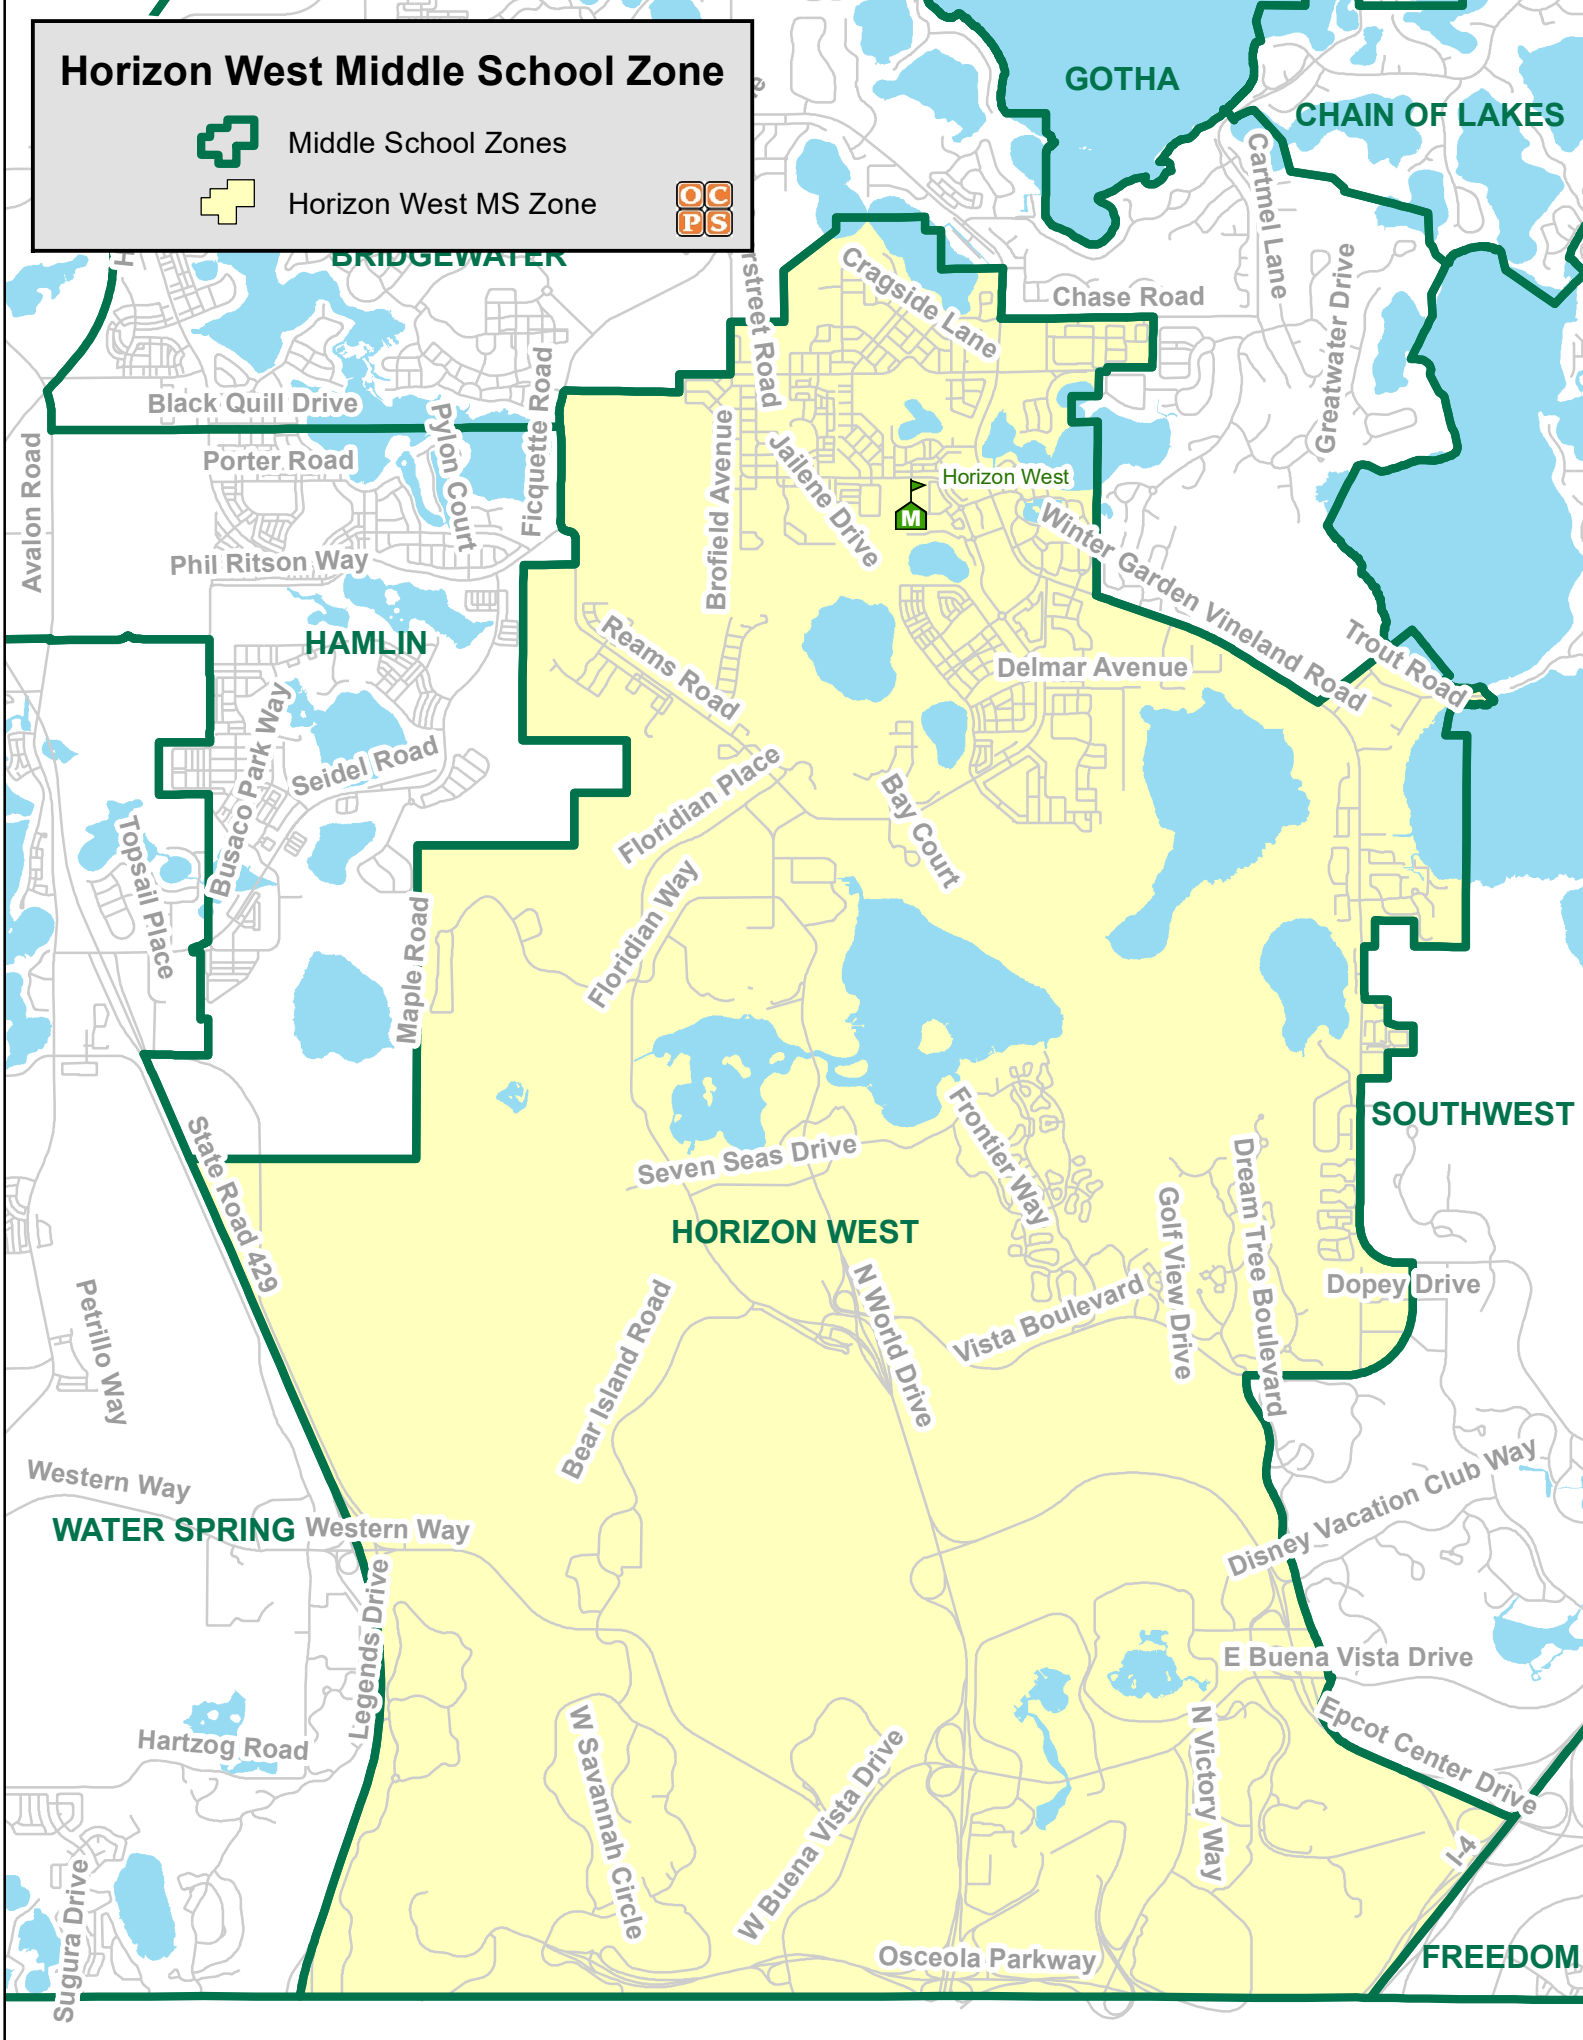 Horizon West Middle School Zone
Middle School Zones
Horizon West MS Zone
OC
PS
GOTHA
CHAIN OF LAKES
Cartmel Lane
BRIDGEWATER
rstreet Road
Cragside Lane
Chase Road
Greatwater Drive
Black Quill Drive
Pylon Court
Ficquette Road
Porter Road
Avalon Road
Brofield Avenue
Jailene Drive
Horizon West
M
Phil Ritson Way
Winter Garden Vineland Road
HAMLIN
Reams Road
Delmar Avenue
Trout Road
Busaco Park Way
Seidel Road
Floridian Place
Bay Court
Topsail Place
Floridian Way
Maple Road
State Road 429
Seven Seas Drive
Frontier Way
SOUTHWEST
Dream Tree Boulevard
Golf View Drive
HORIZON WEST
Dopey Drive
Petrillo Way
Bear Island Road
N World Drive
Vista Boulevard
Western Way
WATER SPRING
Western Way
Disney Vacation Club Way
Legends Drive
E Buena Vista Drive
Hartzog Road
W Savannah Circle
W Buena Vista Drive
N Victory Way
Epcot Center Drive
I-4
Sugura Drive
Osceola Parkway
FREEDOM